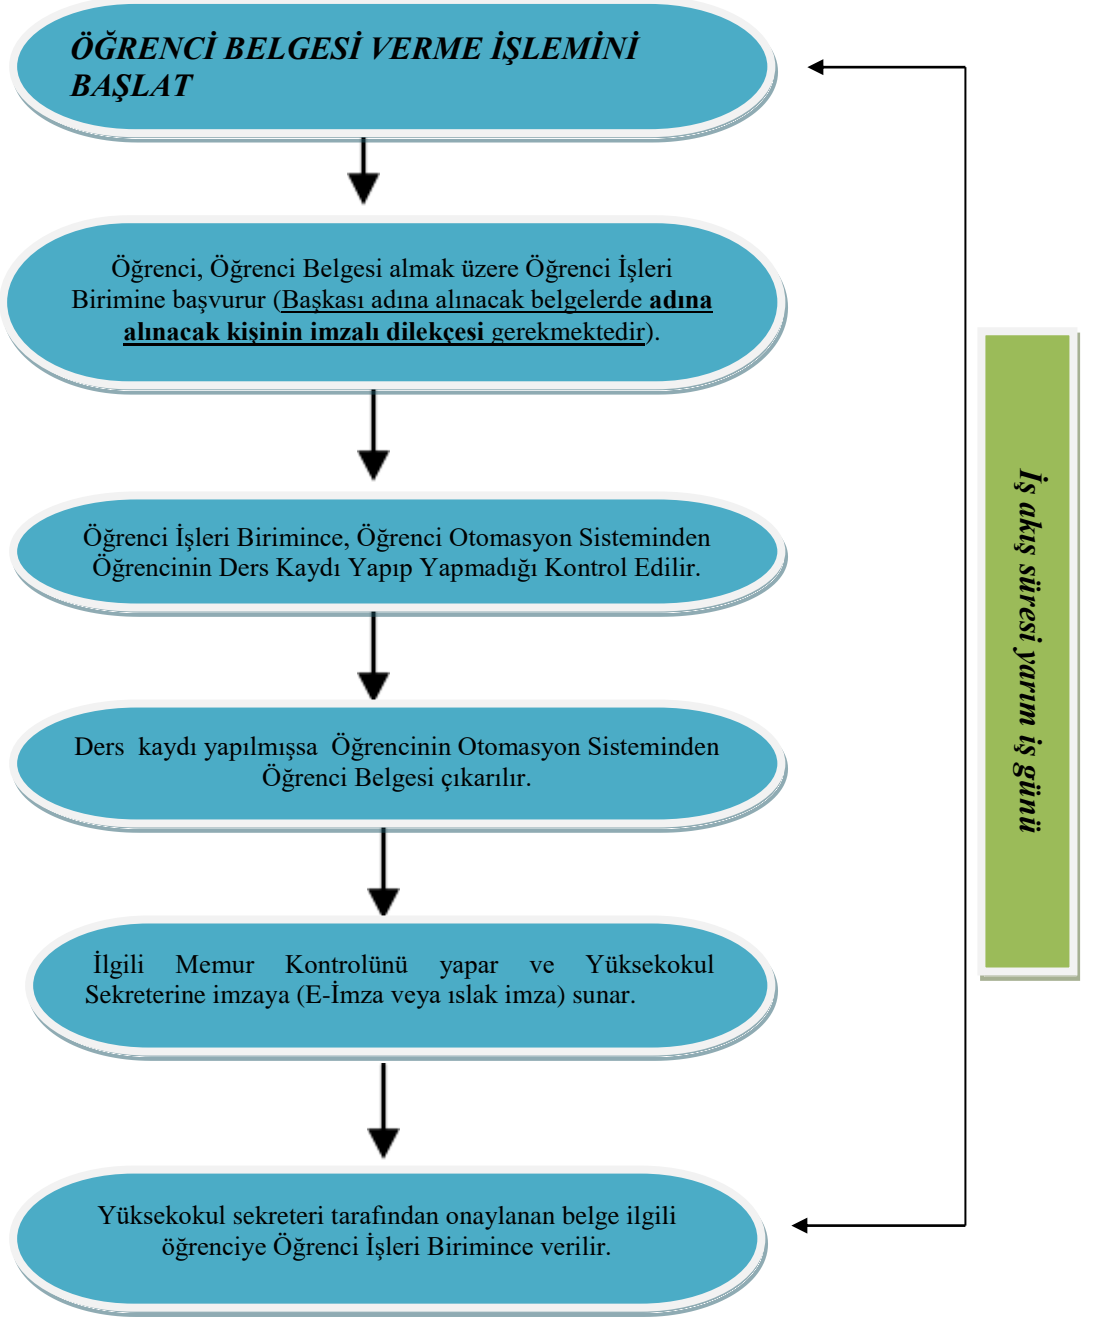 ÖĞRENCİ BELGESİ VERME İŞLEMİNİ
BAŞLAT
Öğrenci, Öğrenci Belgesi almak üzere Öğrenci İşleri
Birimine başvurur (Başkası adına alınacak belgelerde adına
alınacak kişinin imzalı dilekçesi gerekmektedir).
Öğrenci İşleri Birimince, Öğrenci Otomasyon Sisteminden
Öğrencinin Ders Kaydı Yapıp Yapmadığı Kontrol Edilir.
Ders kaydı yapılmışsa Öğrencinin Otomasyon Sisteminden
Öğrenci Belgesi çıkarılır.
İlgili Memur Kontrolünü yapar ve Yüksekokul
Sekreterine imzaya (E-İmza veya ıslak imza) sunar.
Yüksekokul sekreteri tarafından onaylanan belge ilgili
öğrenciye Öğrenci İşleri Birimince verilir.
İş akış süresi yarım iş günü